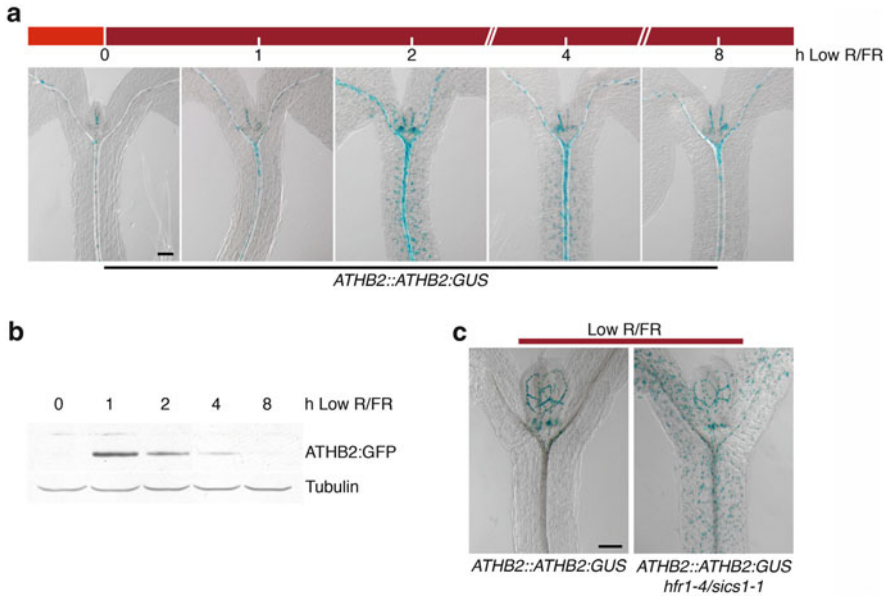 a
0 1 2 4 8 h Low R/FR
ATHB2::ATHB2:GUS
b
0 1 2 4 8 h Low R/FR
ATHB2:GFP
Tubulin
c
Low R/FR
ATHB2::ATHB2:GUS
ATHB2::ATHB2:GUS
hfr1-4/sics1-1